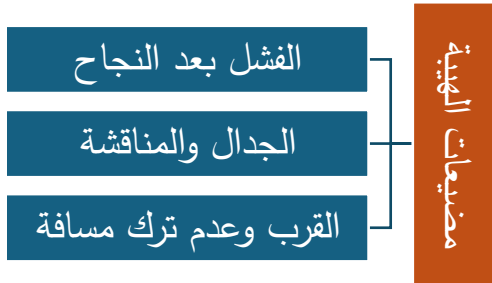 مضيعات الهيبة
الفشل بعد النجاح
الجدال والمناقشة
القرب وعدم ترك مسافة